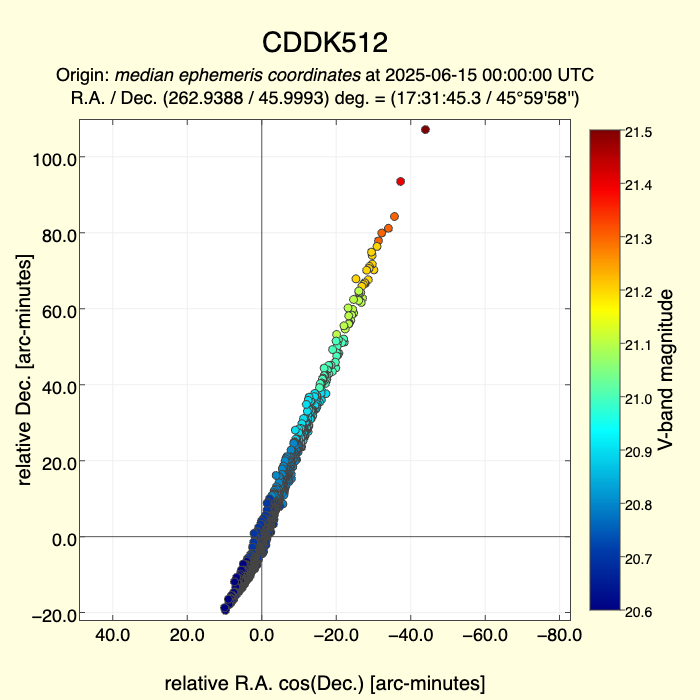 CDDK512
Origin: median ephemeris coordinates at 2025-06-15 00:00:00 UTC
R.A. / Dec. (262.9388 / 45.9993) deg. = (17:31:45.3 / 45°59'58")
100.0
80.0
60.0
40.0
20.0
0.0
−20.0
relative Dec. [arc-minutes]
40.0 20.0 0.0 −20.0 −40.0 −60.0 −80.0
relative R.A. cos(Dec.) [arc-minutes]
21.5
21.4
21.3
21.2
21.1
21.0
20.9
20.8
20.7
20.6
V-band magnitude